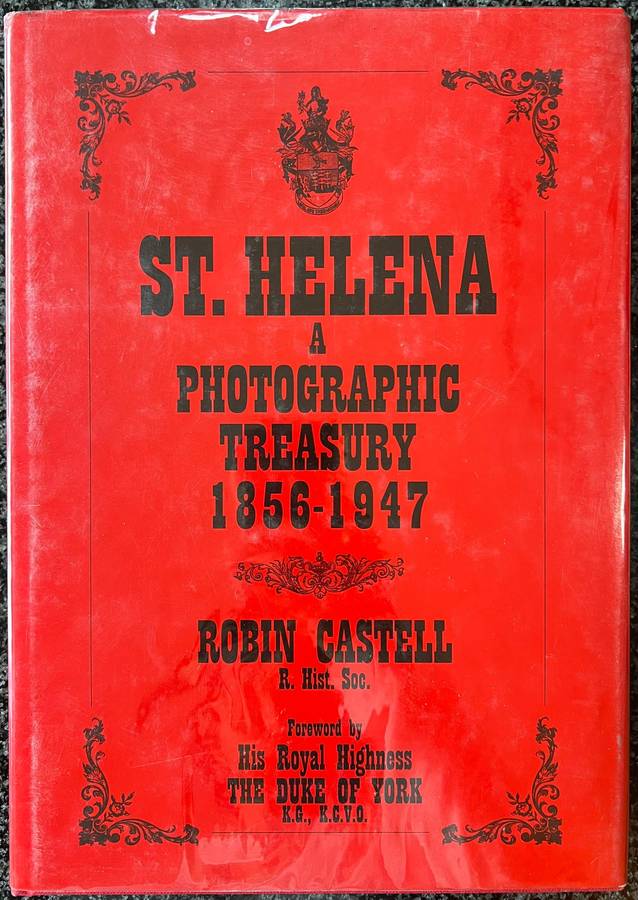 ST. HELENA
A
PHOTOGRAPHIC
TREASURY
1856-1947
ROBIN CASTELL
R. Hist. Soc.
Foreword by
His Royal Highness
THE DUKE OF YORK
K.G., K.C.V.O.